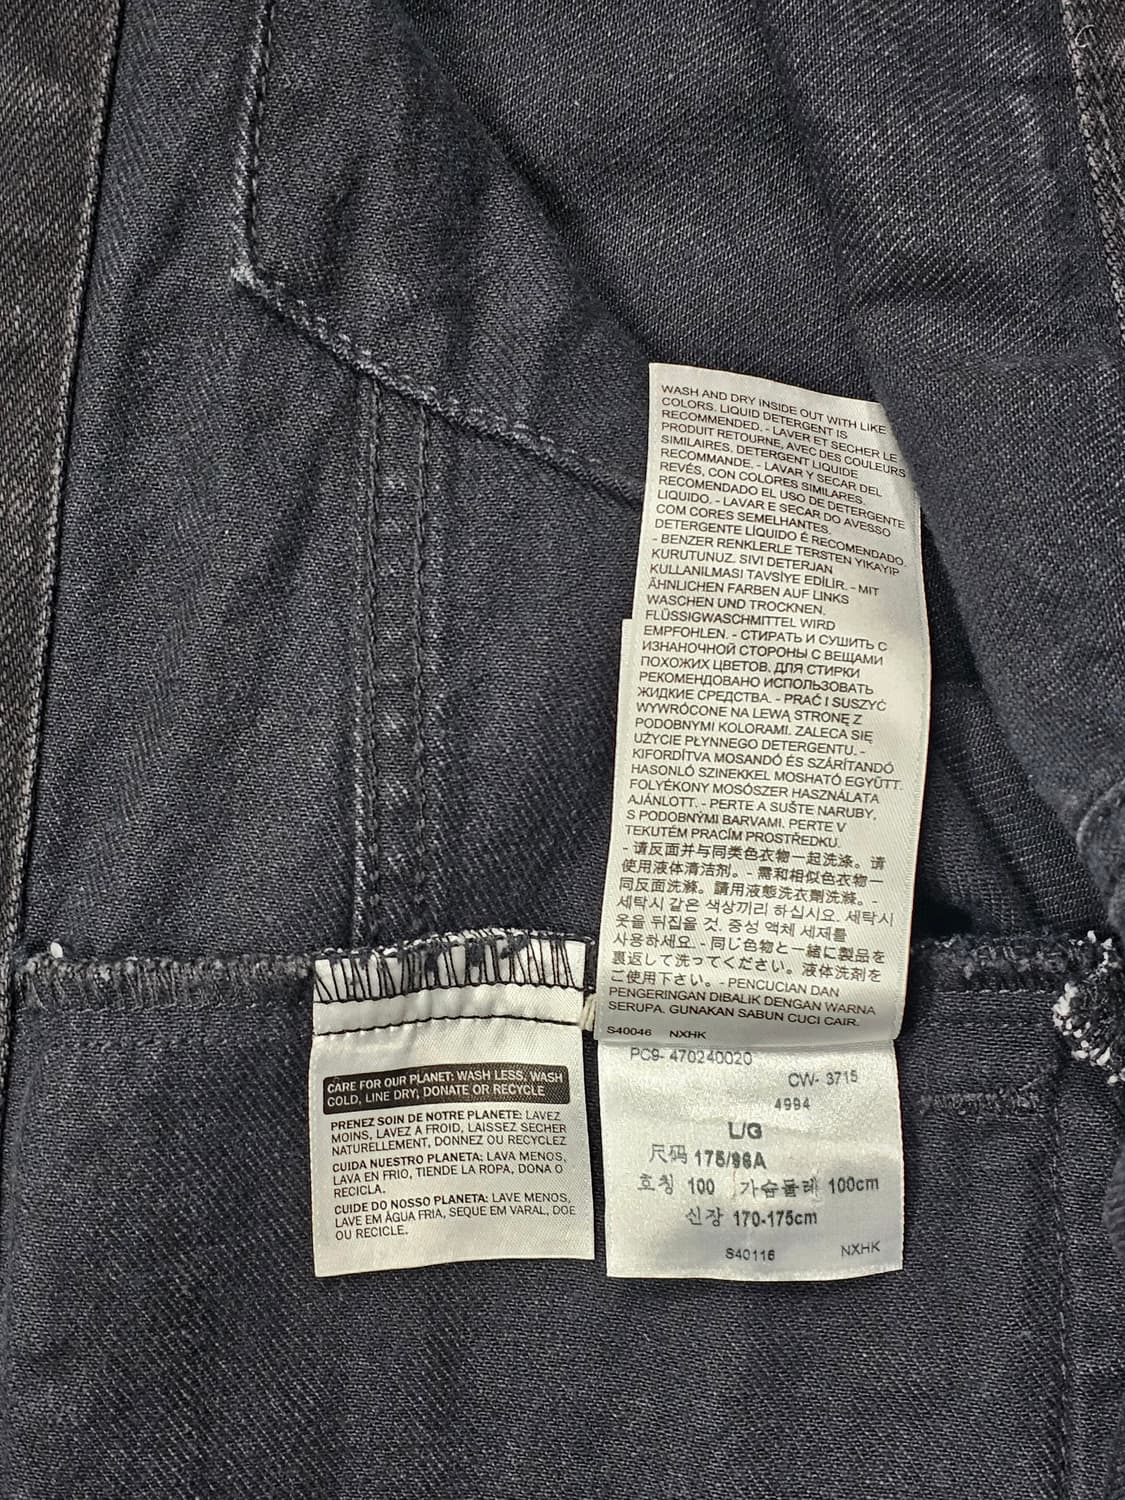 WASH AND DRY INSIDE OUT WITH LIKE
COLORS. LIQUID DETERGENT IS
RECOMMENDED. - LAVER ET SECHER LE
PRODUIT RETOURNE, AVEC DES COULEURS
SIMILAIRES. DETERGENT LIQUIDE
RECOMMANDE. - LAVAR Y SECAR DEL
REVÉS, CON COLORES SIMILARES.
RECOMENDADO EL USO DE DETERGENTE
LIQUIDO. - LAVAR E SECAR DO AVESSO
COM CORES SEMELHANTES.
DETERGENTE LÍQUIDO É RECOMENDADO.
- BENZER RENKLERLE TERSTEN YIKAYIP
KURUTUNUZ. SIVI DETERJAN
KULLANILMASI TAVSİYE EDİLİR. - MIT
ÄHNLICHEN FARBEN AUF LINKS
WASCHEN UND TROCKNEN.
FLÜSSIGWASCHMITTEL WIRD
EMPFOHLEN. - СТИРАТЬ И СУШИТЬ С
ИЗНАНОЧНОЙ СТОРОНЫ С ВЕЩАМИ
ПОХОЖИХ ЦВЕТОВ. ДЛЯ СТИРКИ
РЕКОМЕНДОВАНО ИСПОЛЬЗОВАТЬ
ЖИДКИЕ СРЕДСТВА. - PRAĆ I SUSZYĆ
WYWRÓCONE NA LEWĄ STRONĘ Z
PODOBNYMI KOLORAMI. ZALECA SIĘ
UŻYCIE PŁYNNEGO DETERGENTU. -
KIFORDÍTVA MOSANDÓ ÉS SZÁRÍTANDÓ
HASONLÓ SZINEKKEL MOSHATÓ EGYÜTT.
FOLYÉKONY MOSÓSZER HASZNÁLATA
AJÁNLOTT. - PERTE A SUŠTE NARUBY,
S PODOBNÝMI BARVAMI. PERTE V
TEKUTÉM PRACÍM PROSTŘEDKU.
- 请反面并与同类色衣物一起洗涤。请
使用液体清洁剂。- 需和相似色衣物一
同反面洗滌。請用液態洗衣劑洗滌。-
세탁시 같은 색상끼리 하십시오. 세탁시
옷을 뒤집을 것. 중성 액체 세제를
사용하세요. - 同じ色物と一緒に製品を
裏返して洗ってください。液体洗剤を
ご使用下さい。- PENCUCIAN DAN
PENGERINGAN DIBALIK DENGAN WARNA
SERUPA. GUNAKAN SABUN CUCI CAIR.
S40046 NXHK
PC9- 470240020
CW- 3715
4994
L/G
尺码 175/96A
호칭 100 가슴둘레 100cm
신장 170-175cm
S40116 NXHK
CARE FOR OUR PLANET: WASH LESS, WASH
COLD, LINE DRY, DONATE OR RECYCLE
PRENEZ SOIN DE NOTRE PLANETE: LAVEZ
MOINS, LAVEZ A FROID, LAISSEZ SECHER
NATURELLEMENT, DONNEZ OU RECYCLEZ
CUIDA NUESTRO PLANETA: LAVA MENOS,
LAVA EN FRIO, TIENDE LA ROPA, DONA O
RECICLA.
CUIDE DO NOSSO PLANETA: LAVE MENOS,
LAVE EM ÁGUA FRIA, SEQUE EM VARAL, DOE
OU RECICLE.